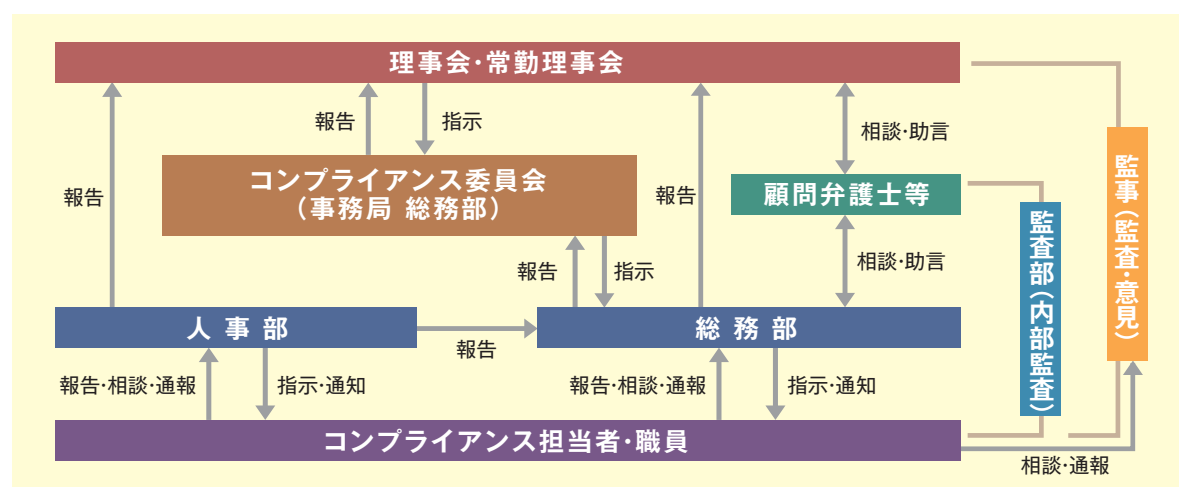 理事会・常勤理事会
報告
指示
相談・助言
報告
コンプライアンス委員会
（事務局 総務部）
報告
顧問弁護士等
監事（監査・意見）
監査部（内部監査）
報告
指示
相談・助言
人事部
報告
総務部
報告・相談・通報
指示・通知
報告・相談・通報
指示・通知
コンプライアンス担当者・職員
相談・通報